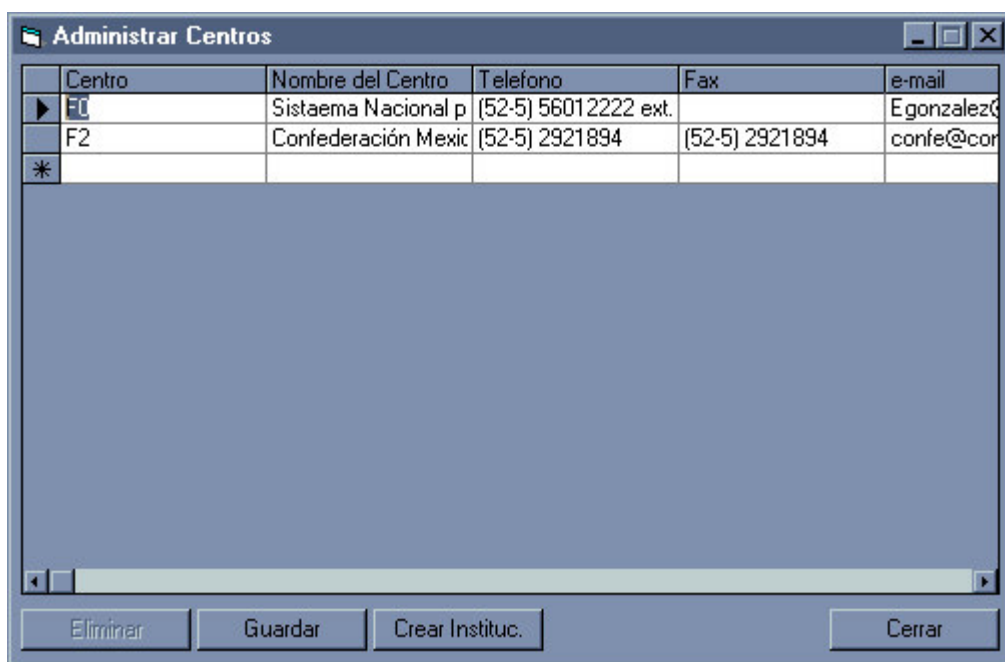 Administrar Centros
Centro Nombre del Centro Telefono Fax e-mail
F0 Sistaema Nacional p (52-5) 56012222 ext. Egonzalez@
F2 Confederación Mexic (52-5) 2921894 (52-5) 2921894 confe@con
Eliminar Guardar Crear Instituc. Cerrar